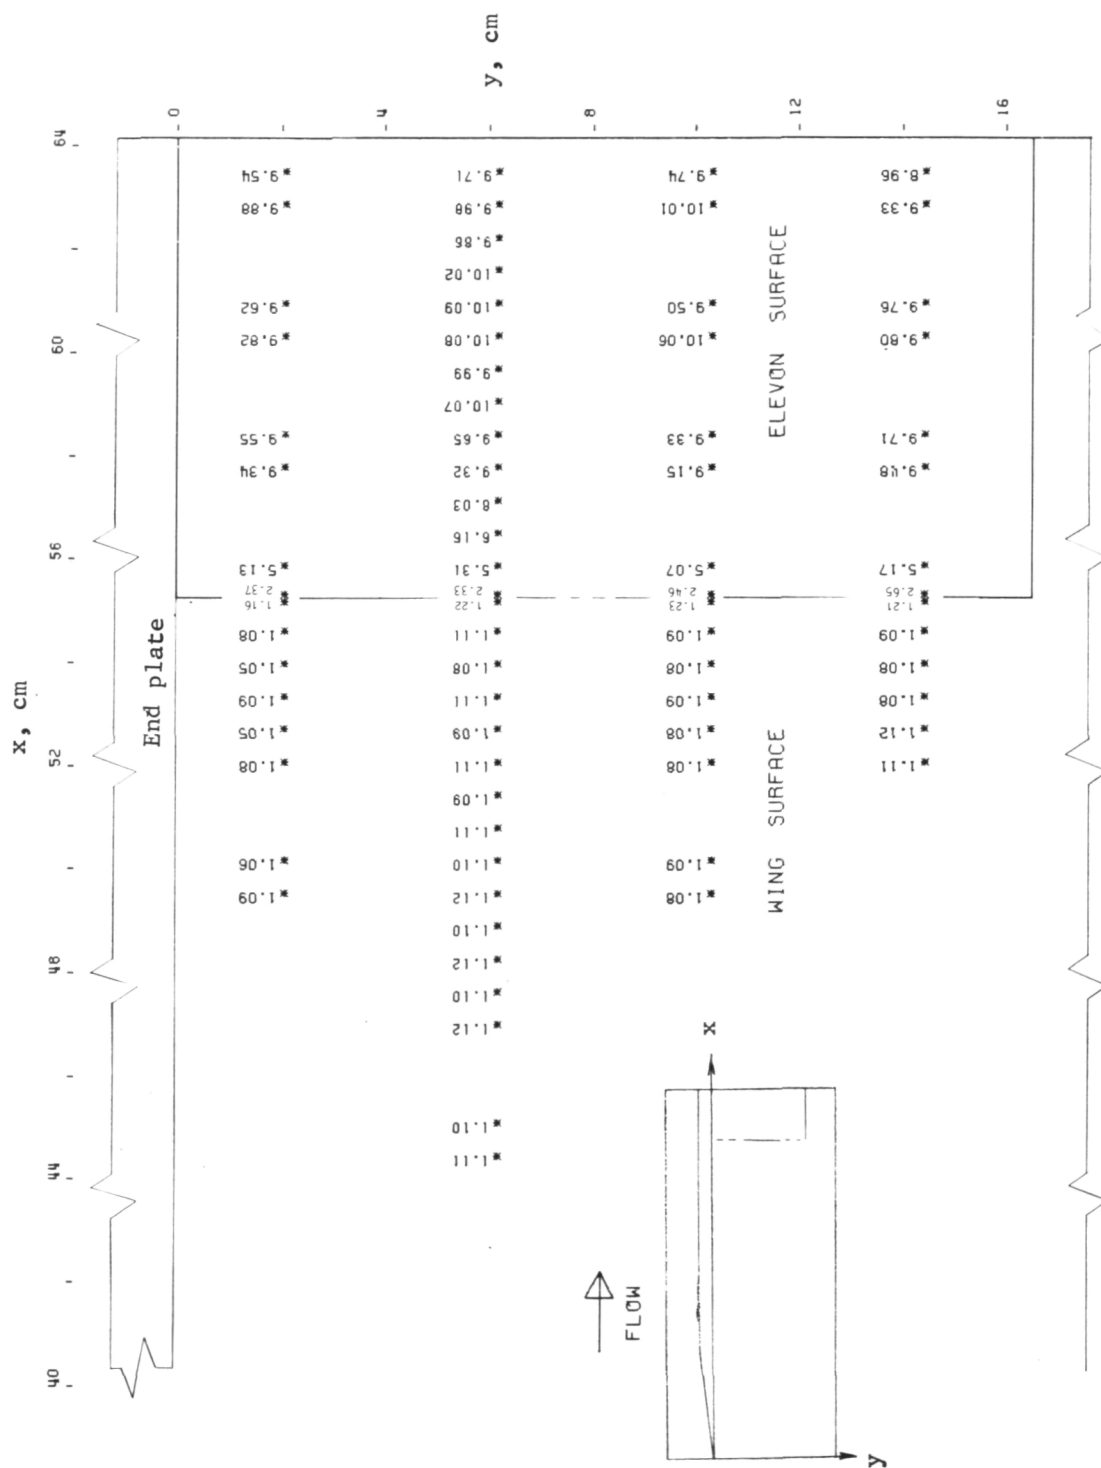 x, cm
40 44 48 52 56 60 64
End plate
0
1.09 1.06 1.08 1.05 1.09 1.05 1.08 1.16 2.37 5.13 9.34 9.55 9.82 9.62 9.88 9.54
4
1.11 1.10 1.12 1.10 1.12 1.10 1.12 1.10 1.11 1.09 1.11 1.09 1.11 1.08 1.11 1.22 2.33 5.31 6.16 8.03 9.32 9.65 10.07 9.99 10.08 10.09 10.02 9.86 9.98 9.71
y, cm
8
FLOW
1.08 1.09 1.08 1.08 1.09 1.08 1.09 1.23 2.46 5.07 9.15 9.33 10.06 9.50 10.01 9.74
x
WING SURFACE
ELEVON SURFACE
12
1.11 1.12 1.08 1.08 1.09 1.21 2.65 5.17 9.48 9.71 9.80 9.76 9.33 8.96
y
16